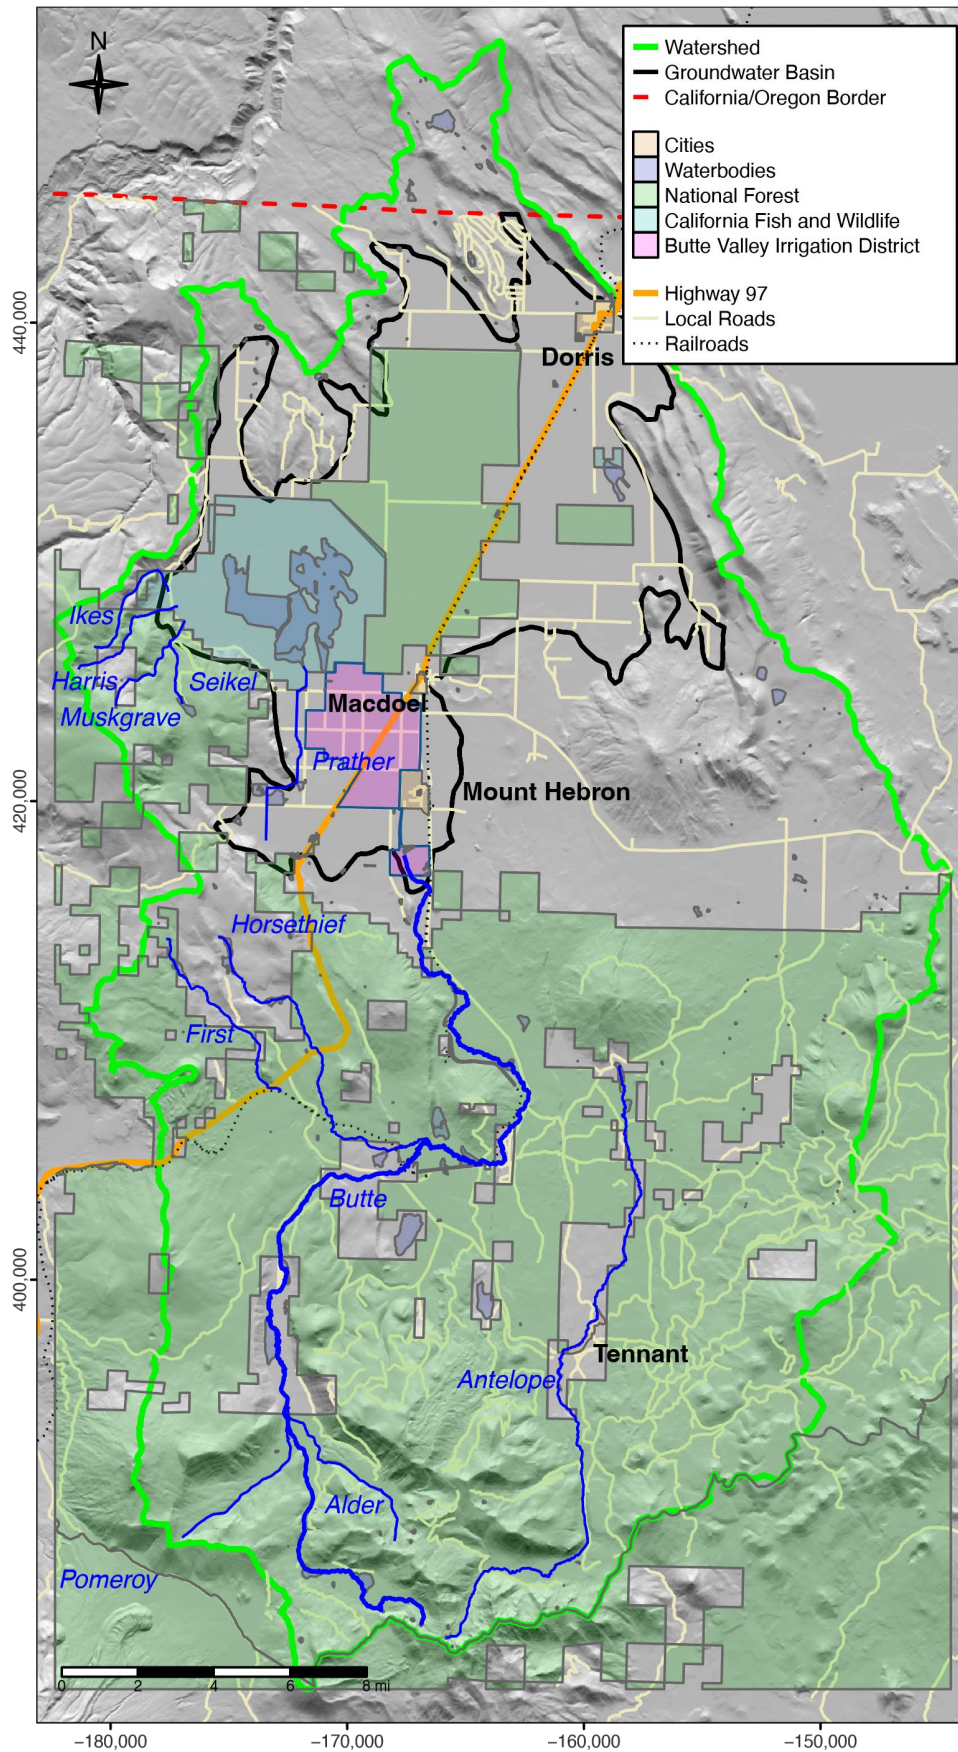 N
Watershed
Groundwater Basin
California/Oregon Border
Cities
Waterbodies
National Forest
California Fish and Wildlife
Butte Valley Irrigation District
Highway 97
Local Roads
Railroads
440,000
Dorris
Ikes
Harris
Seikel
Muskgrave
Macdoel
Prather
420,000
Mount Hebron
Horsethief
First
Butte
400,000
Tennant
Antelope
Alder
Pomeroy
0 2 4 6 8 mi
−180,000 −170,000 −160,000 −150,000